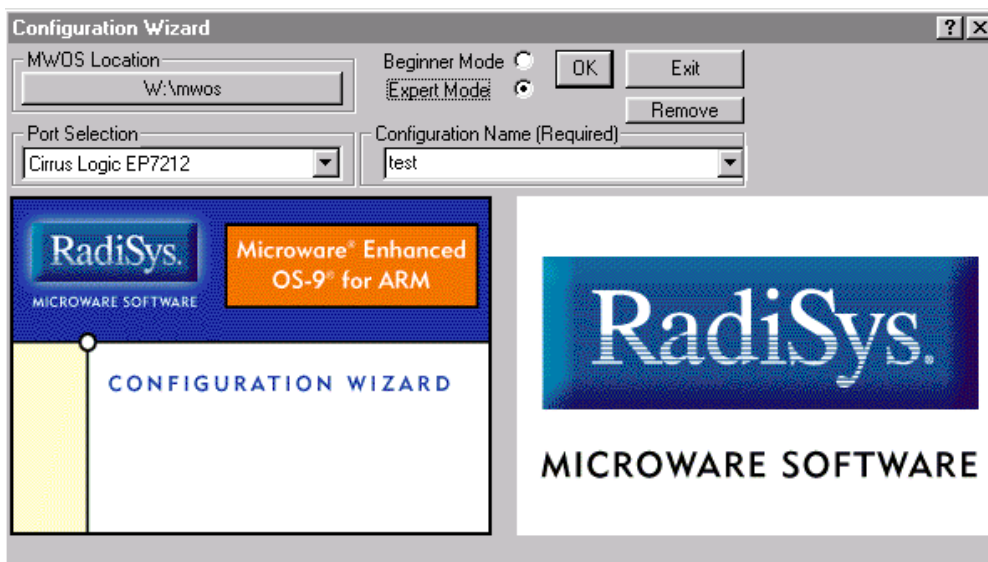 Configuration Wizard
MWOS Location
W:\mwos
Beginner Mode
Expert Mode
OK
Exit
Remove
Port Selection
Cirrus Logic EP7212
Configuration Name (Required)
test
RadiSys.
MICROWARE SOFTWARE
Microware® Enhanced
OS-9® for ARM
CONFIGURATION WIZARD
RadiSys.
MICROWARE SOFTWARE